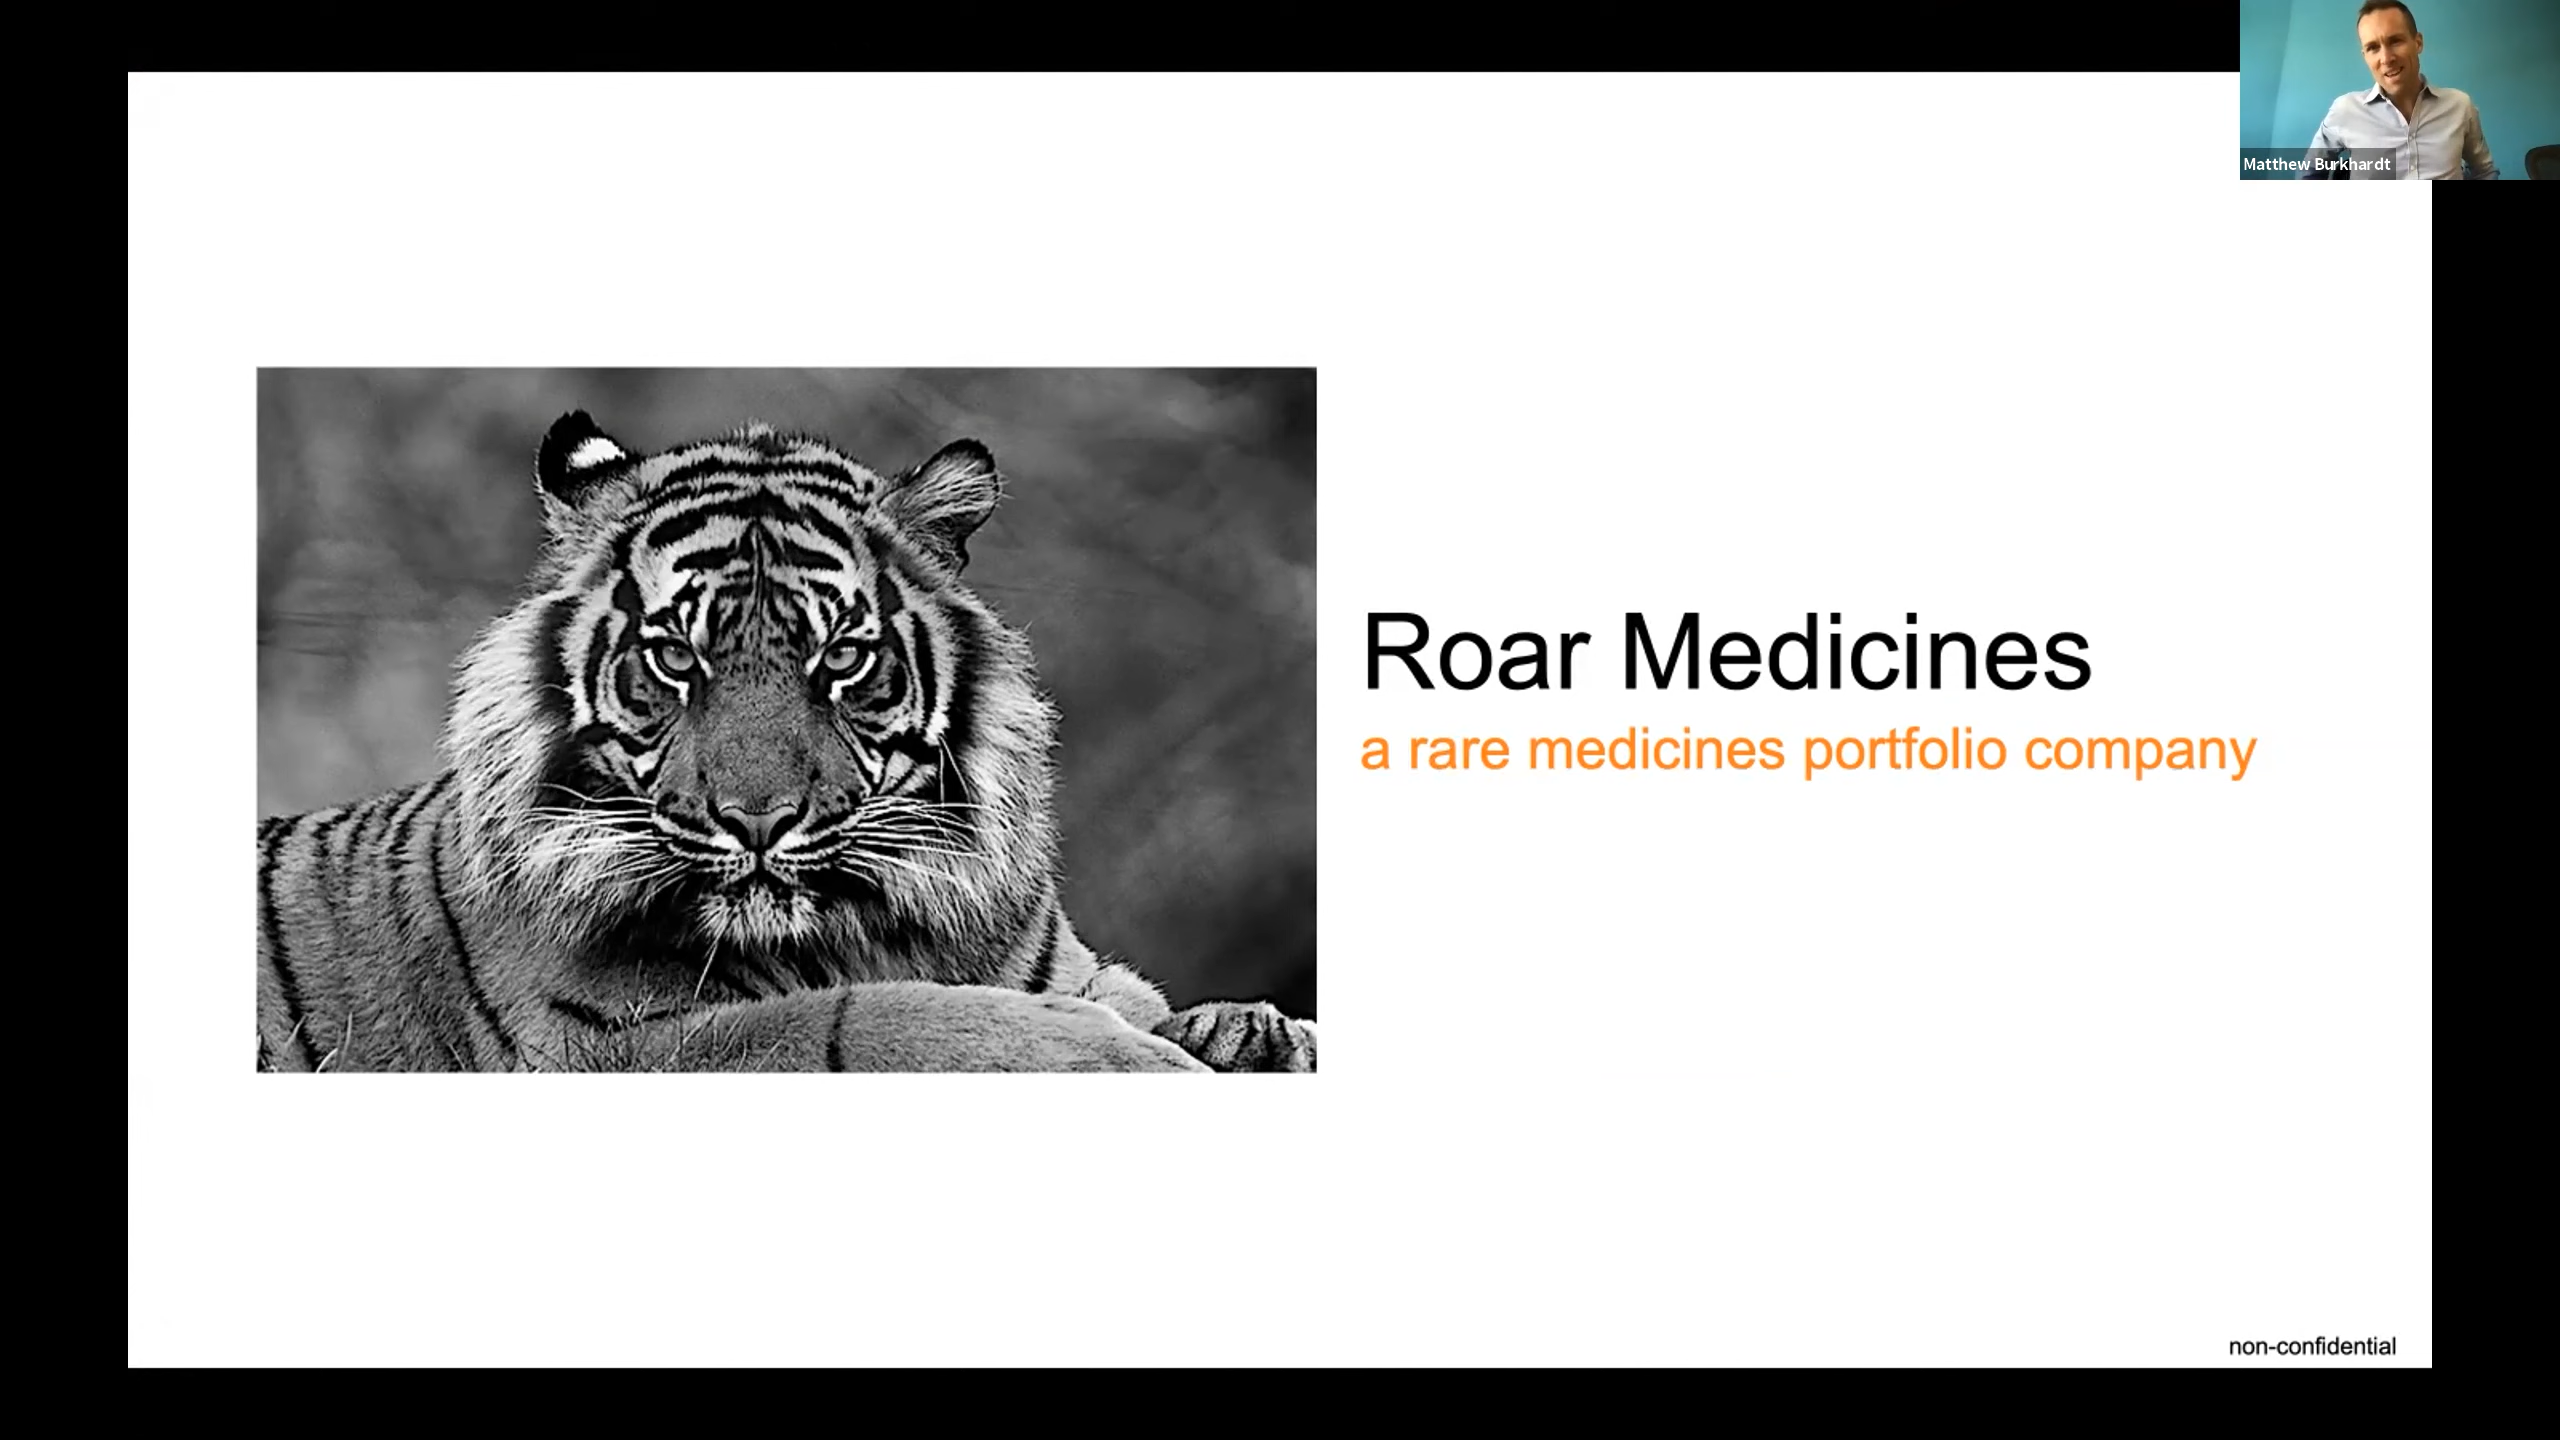 Matthew Burkhardt
Roar Medicines
a rare medicines portfolio company
non-confidential